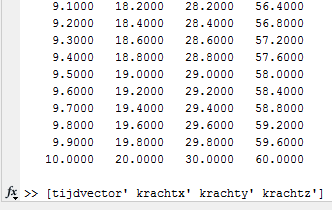 9.1000 18.2000 28.2000 56.4000
9.2000 18.4000 28.4000 56.8000
9.3000 18.6000 28.6000 57.2000
9.4000 18.8000 28.8000 57.6000
9.5000 19.0000 29.0000 58.0000
9.6000 19.2000 29.2000 58.4000
9.7000 19.4000 29.4000 58.8000
9.8000 19.6000 29.6000 59.2000
9.9000 19.8000 29.8000 59.6000
10.0000 20.0000 30.0000 60.0000
fx >> [tijdvector' krachtx' krachty' krachtz']